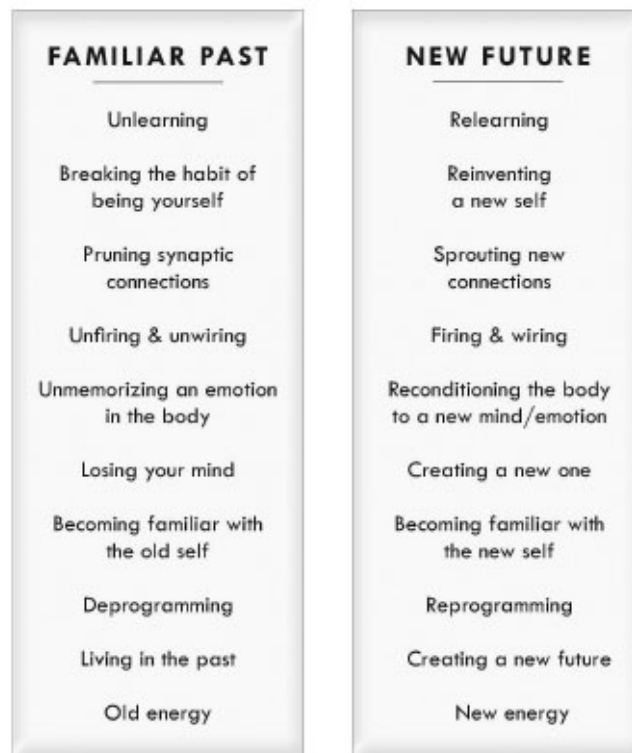 FAMILIAR PAST
Unlearning
Breaking the habit of
being yourself
Pruning synaptic
connections
Unfiring & unwiring
Unmemorizing an emotion
in the body
Losing your mind
Becoming familiar with
the old self
Deprogramming
Living in the past
Old energy
NEW FUTURE
Relearning
Reinventing
a new self
Sprouting new
connections
Firing & wiring
Reconditioning the body
to a new mind/emotion
Creating a new one
Becoming familiar with
the new self
Reprogramming
Creating a new future
New energy